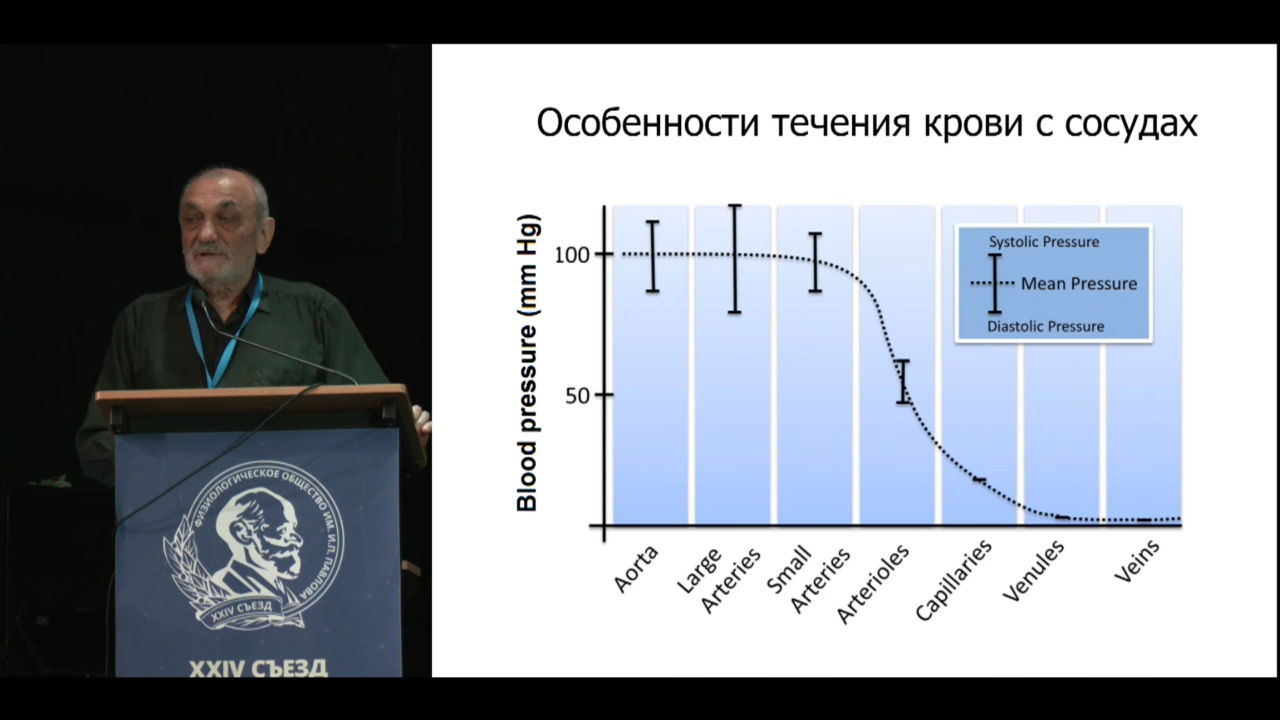 Особенности течения крови с сосудах
Blood pressure (mm Hg)
100
50
Systolic Pressure
Mean Pressure
Diastolic Pressure
Aorta
Large
Arteries
Small
Arteries
Arterioles
Capillaries
Venules
Veins
ФИЗИОЛОГИЧЕСКОЕ ОБЩЕСТВО ИМ. И.П. ПАВЛОВА
XXIV СЪЕЗД
XXIV СЪЕЗД